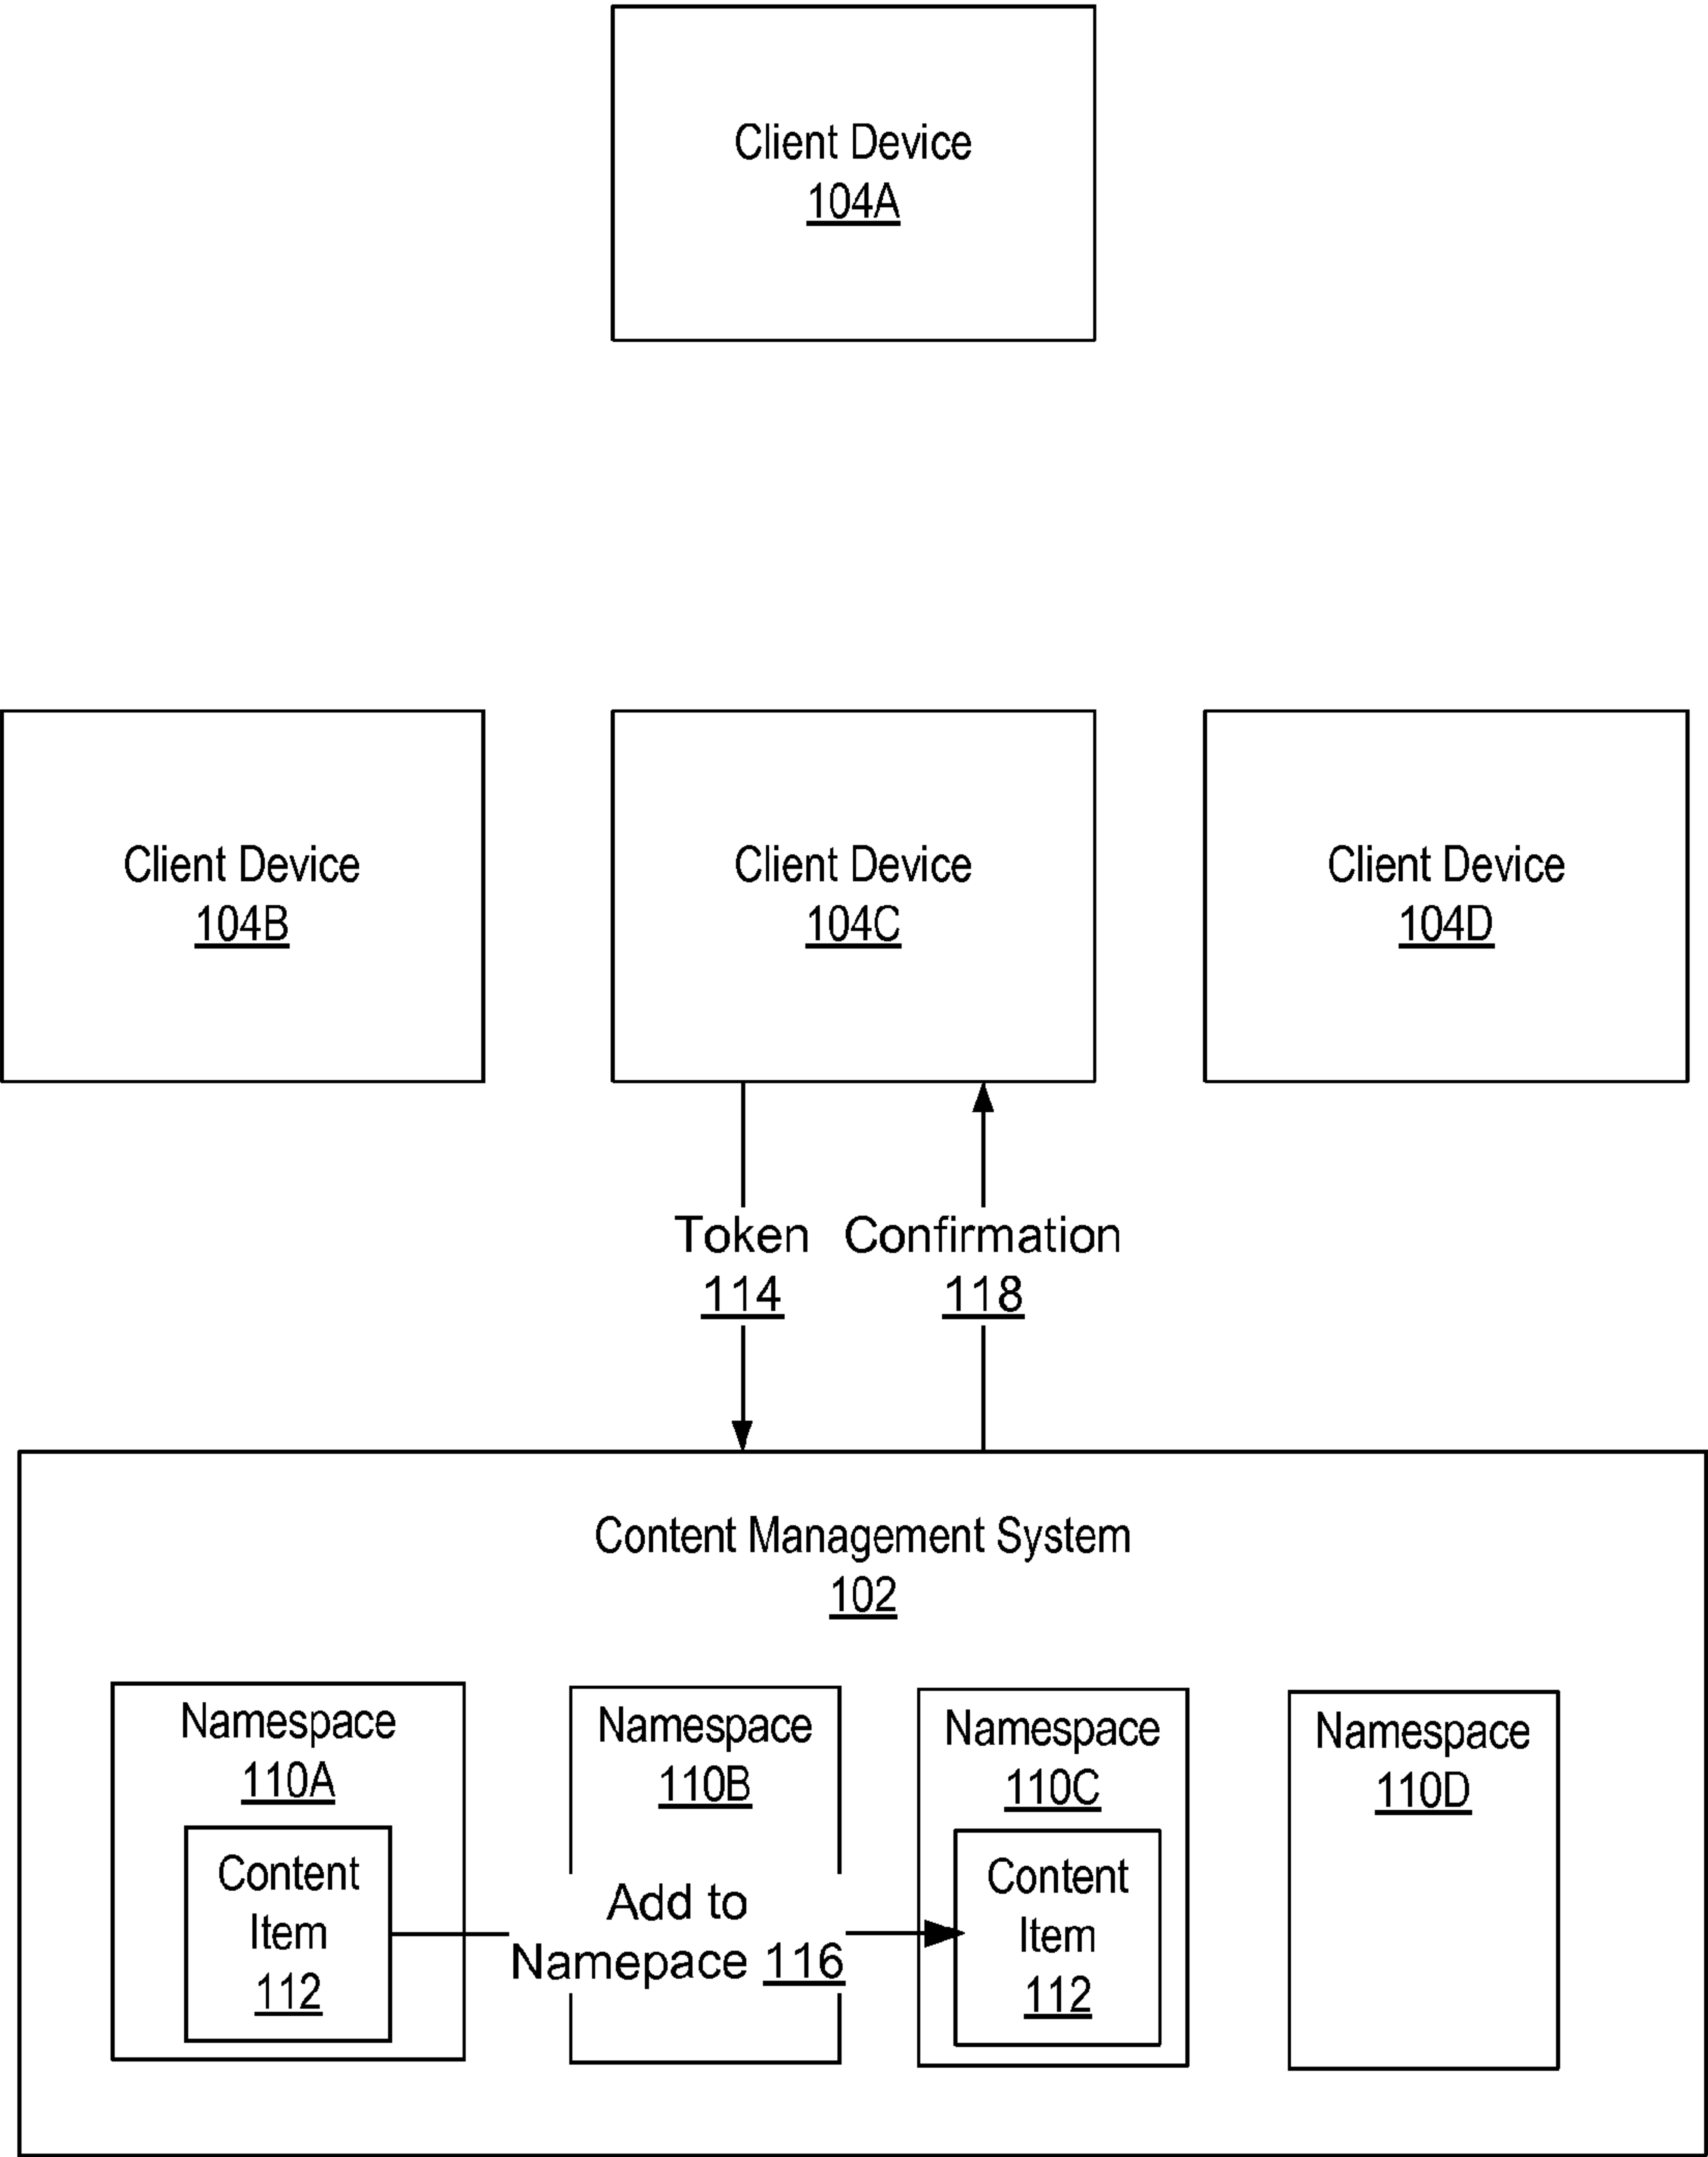 Client Device
104A
Client Device
104B
Client Device
104C
Client Device
104D
Token
114
Confirmation
118
Content Management System
102
Namespace
110A
Content
Item
112
Namespace
110B
Add to
Namepace 116
Namespace
110C
Content
Item
112
Namespace
110D